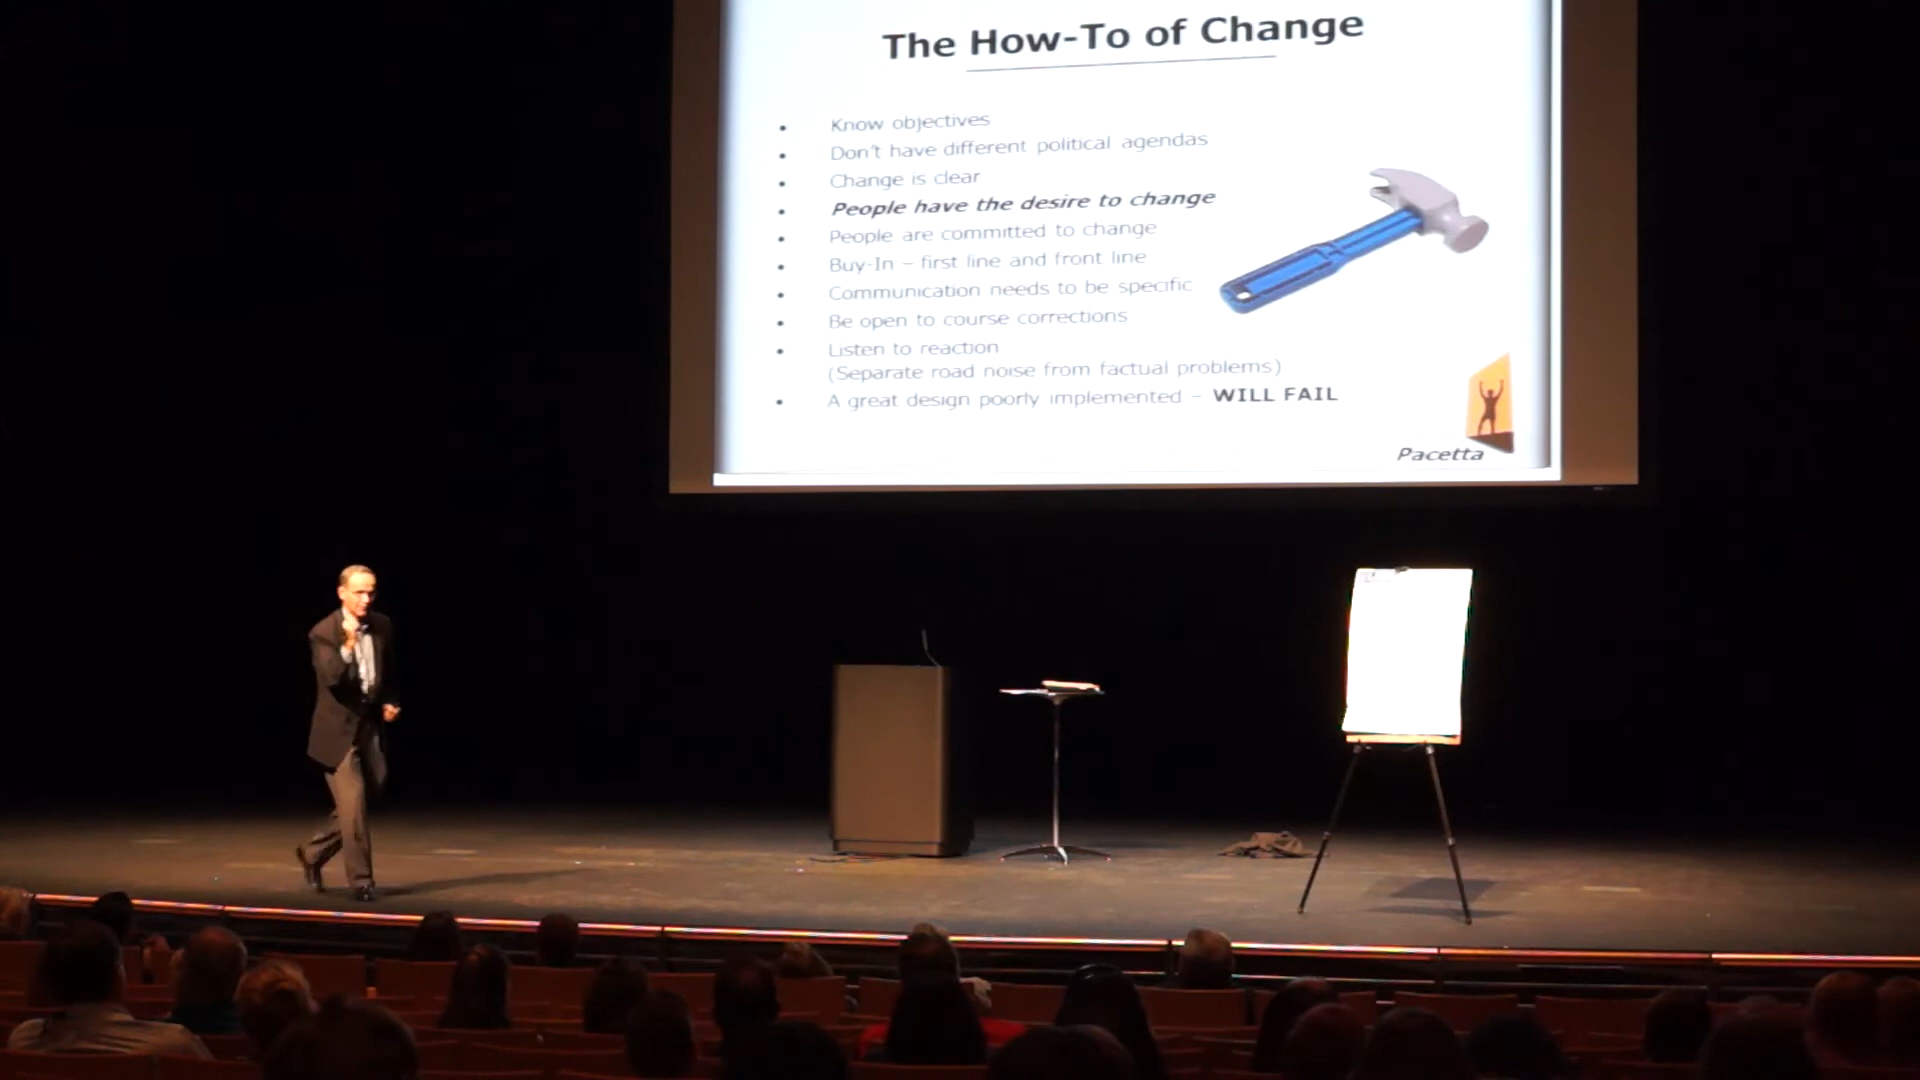 The How-To of Change
• Know objectives
• Don't have different political agendas
• Change is clear
• People have the desire to change
• People are committed to change
• Buy-In – first line and front line
• Communication needs to be specific
• Be open to course corrections
• Listen to reaction
(Separate road noise from factual problems)
• A great design poorly implemented – WILL FAIL
Pacetta